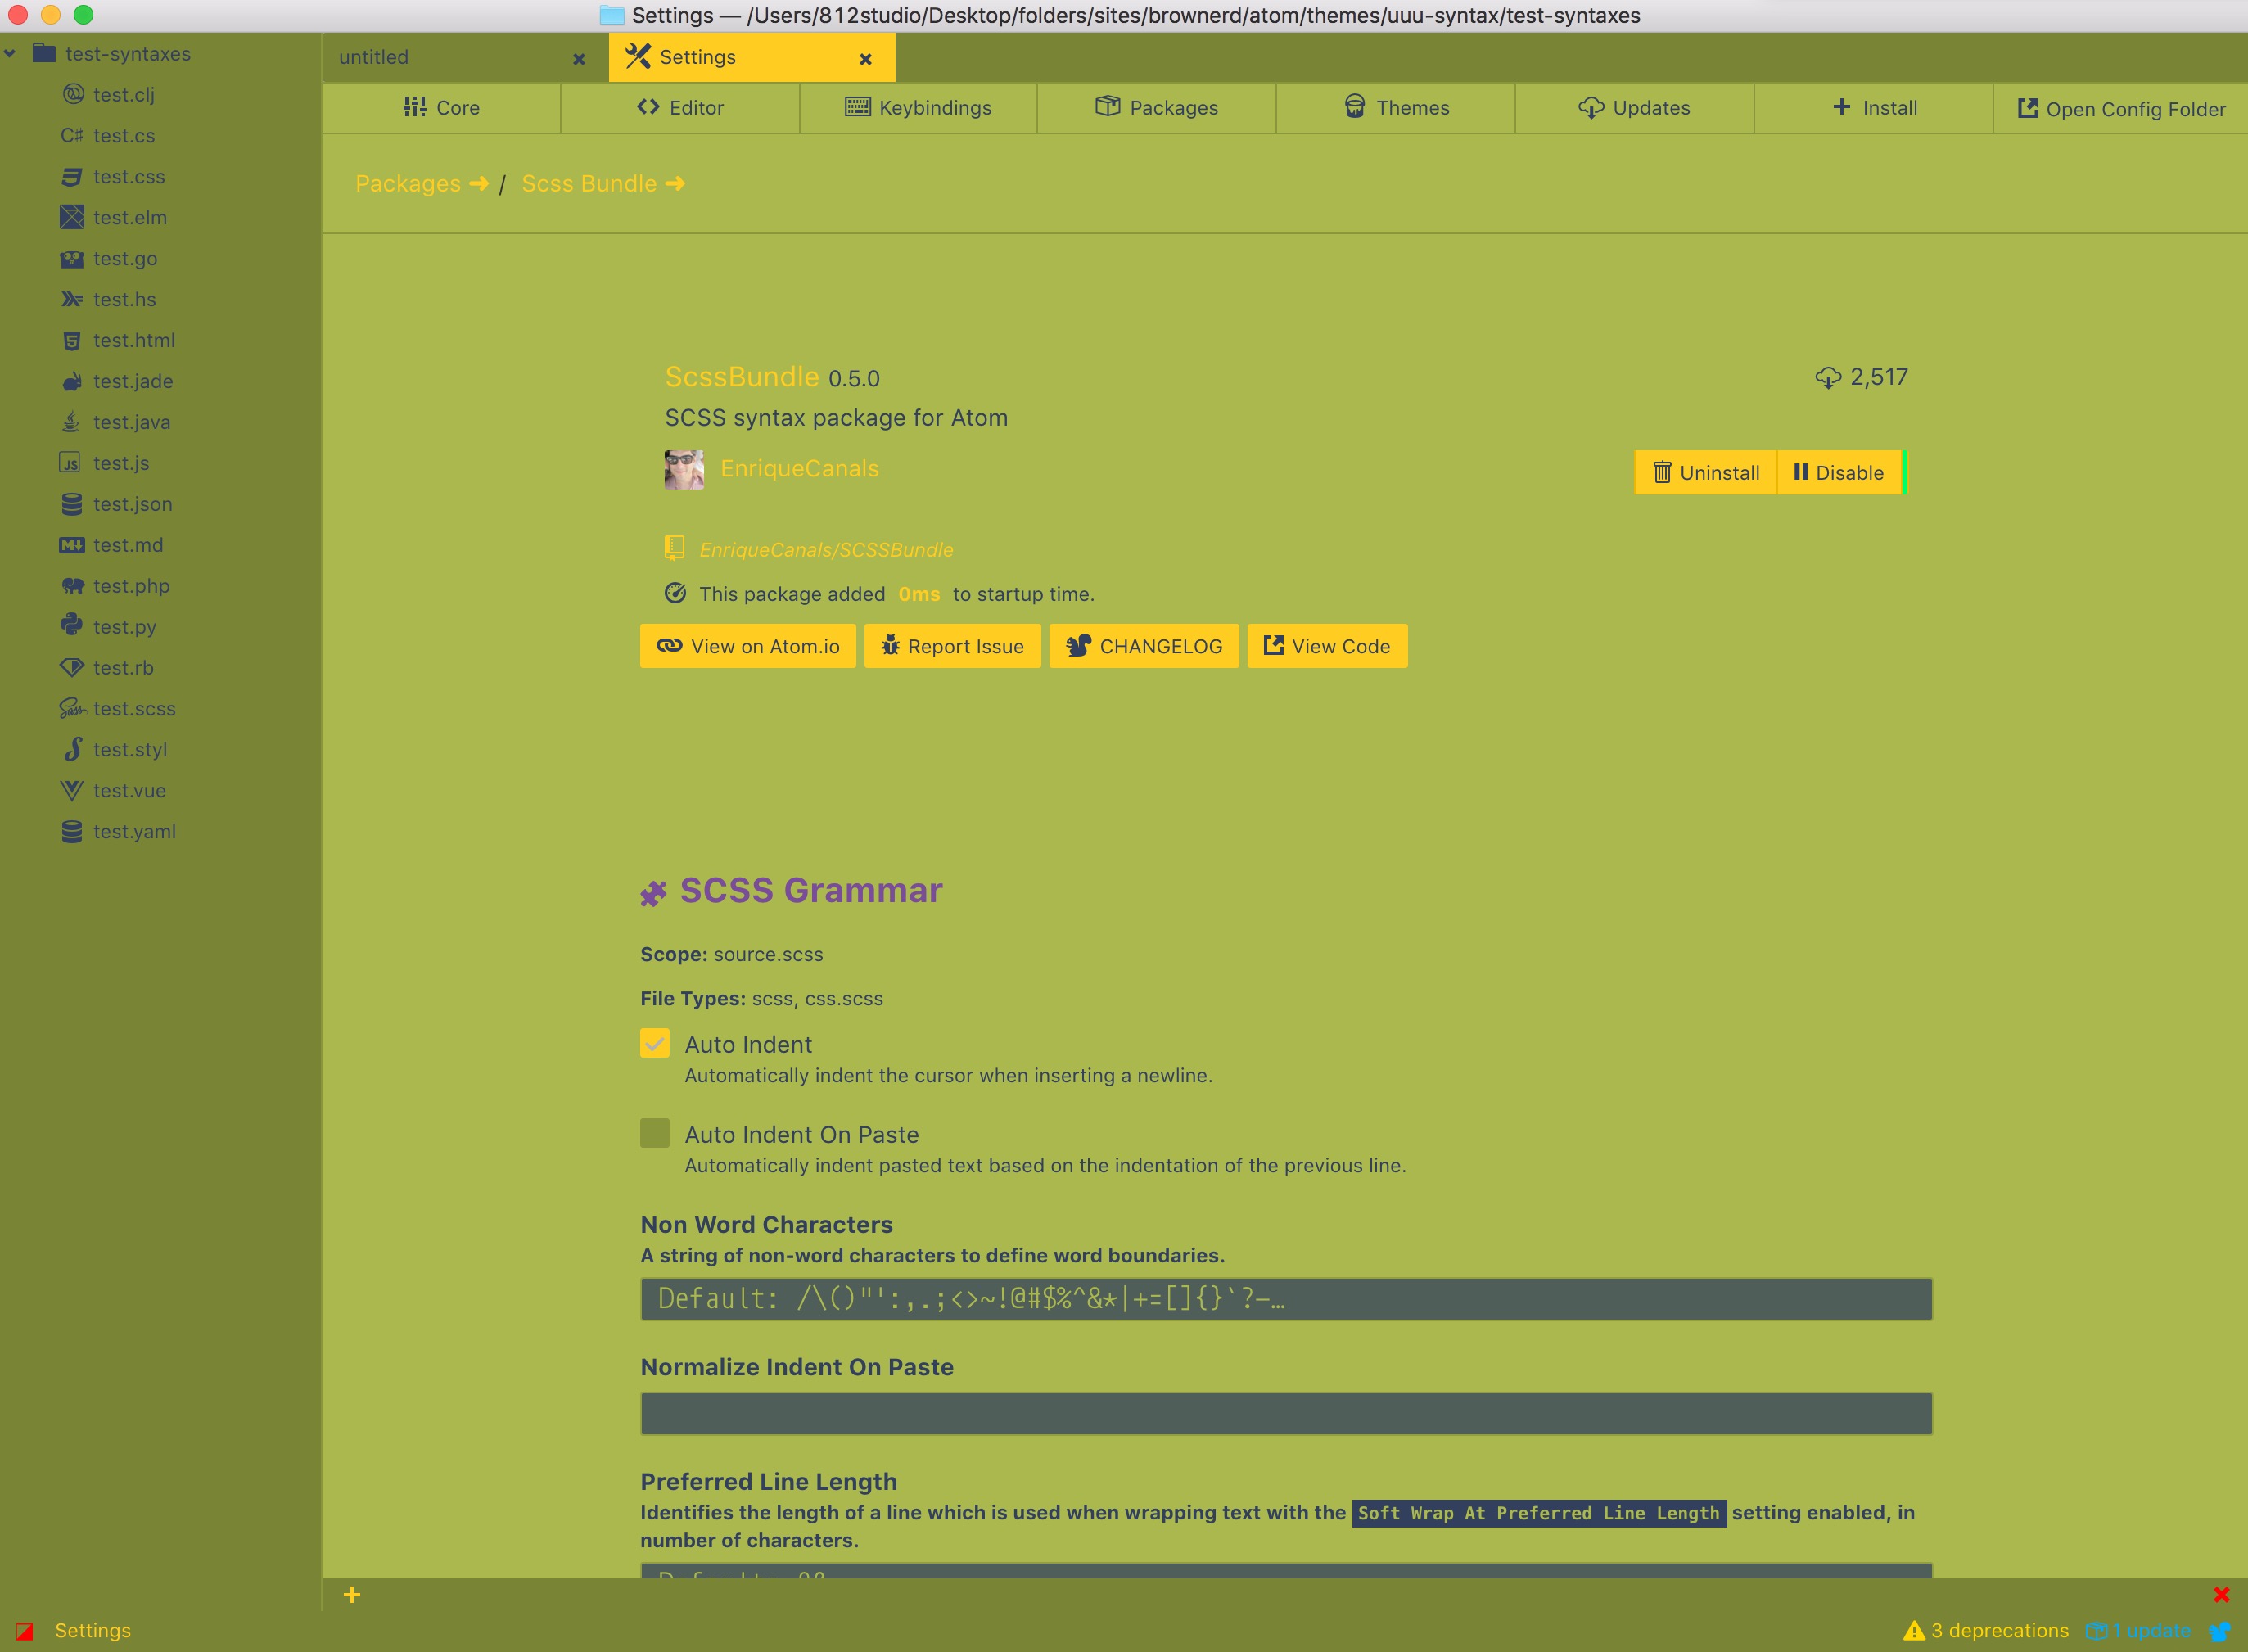 Settings — /Users/812studio/Desktop/folders/sites/brownerd/atom/themes/uuu-syntax/test-syntaxes
test-syntaxes
test.clj
test.cs
test.css
test.elm
test.go
test.hs
test.html
test.jade
test.java
test.js
test.json
test.md
test.php
test.py
test.rb
test.scss
test.styl
test.vue
test.yaml
untitled
Settings
Core
Editor
Keybindings
Packages
Themes
Updates
Install
Open Config Folder
Packages / Scss Bundle
ScssBundle 0.5.0
2,517
SCSS syntax package for Atom
EnriqueCanals
Uninstall
Disable
EnriqueCanals/SCSSBundle
This package added 0ms to startup time.
View on Atom.io
Report Issue
CHANGELOG
View Code
SCSS Grammar
Scope: source.scss
File Types: scss, css.scss
Auto Indent
Automatically indent the cursor when inserting a newline.
Auto Indent On Paste
Automatically indent pasted text based on the indentation of the previous line.
Non Word Characters
A string of non-word characters to define word boundaries.
Default: /\()"':,.;<>~!@#$%^&*|+=[]{}`?-…
Normalize Indent On Paste
Preferred Line Length
Identifies the length of a line which is used when wrapping text with the Soft Wrap At Preferred Line Length setting enabled, in
number of characters.
Settings
3 deprecations
1 update